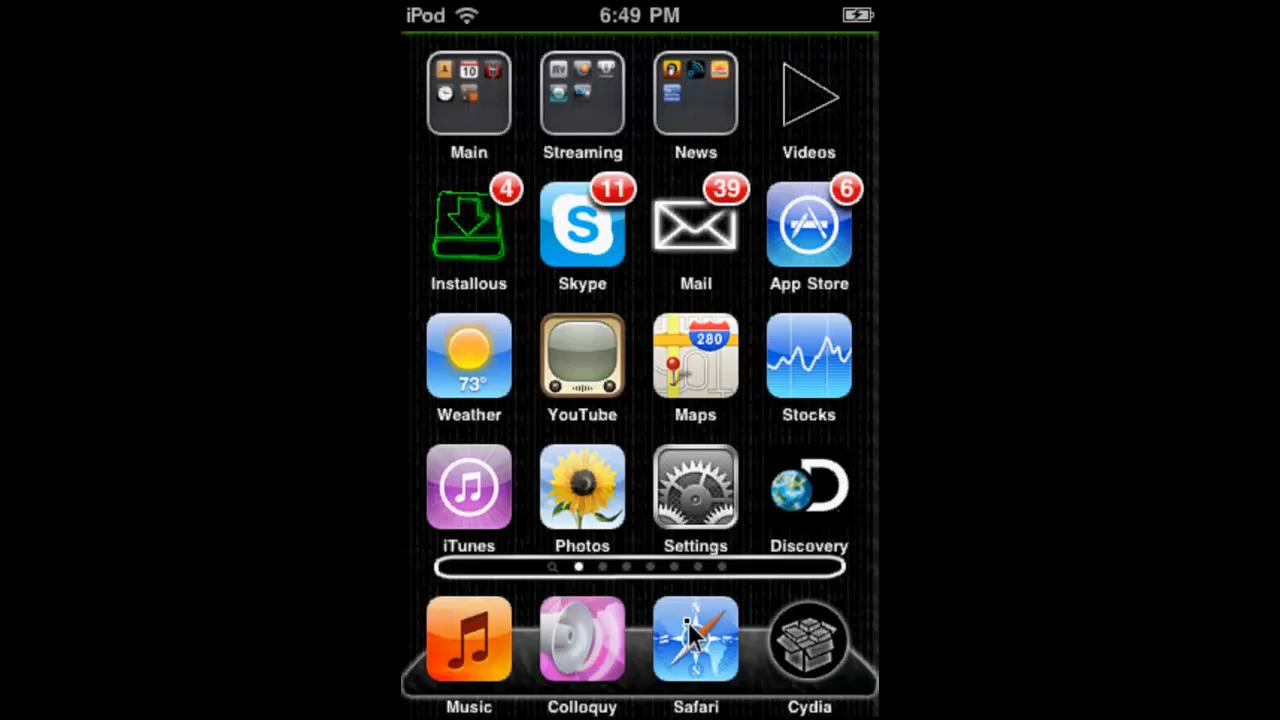 iPod 6:49 PM
10
Main Streaming News Videos
4 11 39 6
S
Installous Skype Mail App Store
280
73°
Weather YouTube Maps Stocks
iTunes Photos Settings Discovery
Music Colloquy Safari Cydia